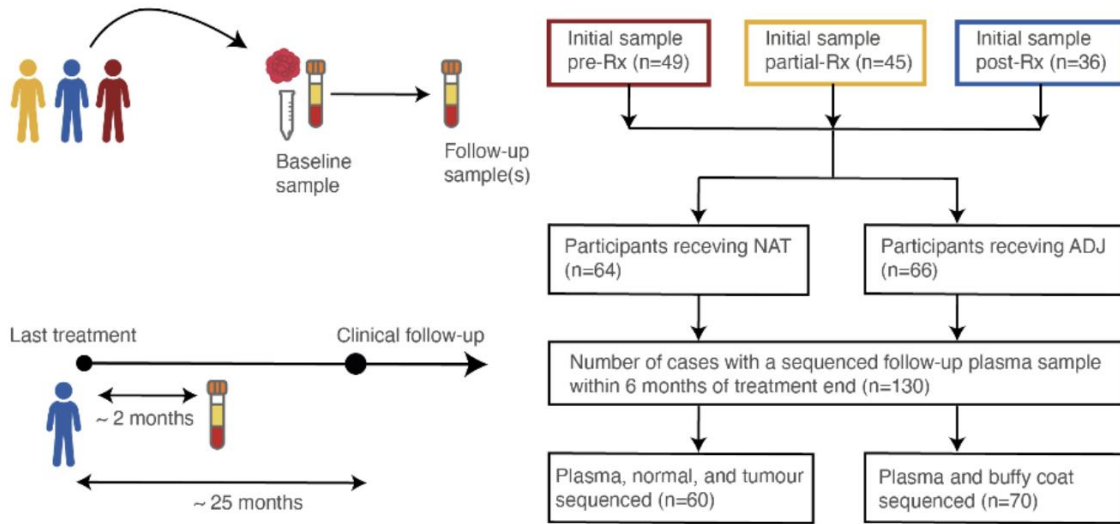 Baseline
sample
Follow-up
sample(s)
Last treatment
Clinical follow-up
~ 2 months
~ 25 months
Initial sample
pre-Rx (n=49)
Initial sample
partial-Rx (n=45)
Initial sample
post-Rx (n=36)
Participants receving NAT
(n=64)
Participants receving ADJ
(n=66)
Number of cases with a sequenced follow-up plasma sample
within 6 months of treatment end (n=130)
Plasma, normal, and tumour
sequenced (n=60)
Plasma and buffy coat
sequenced (n=70)